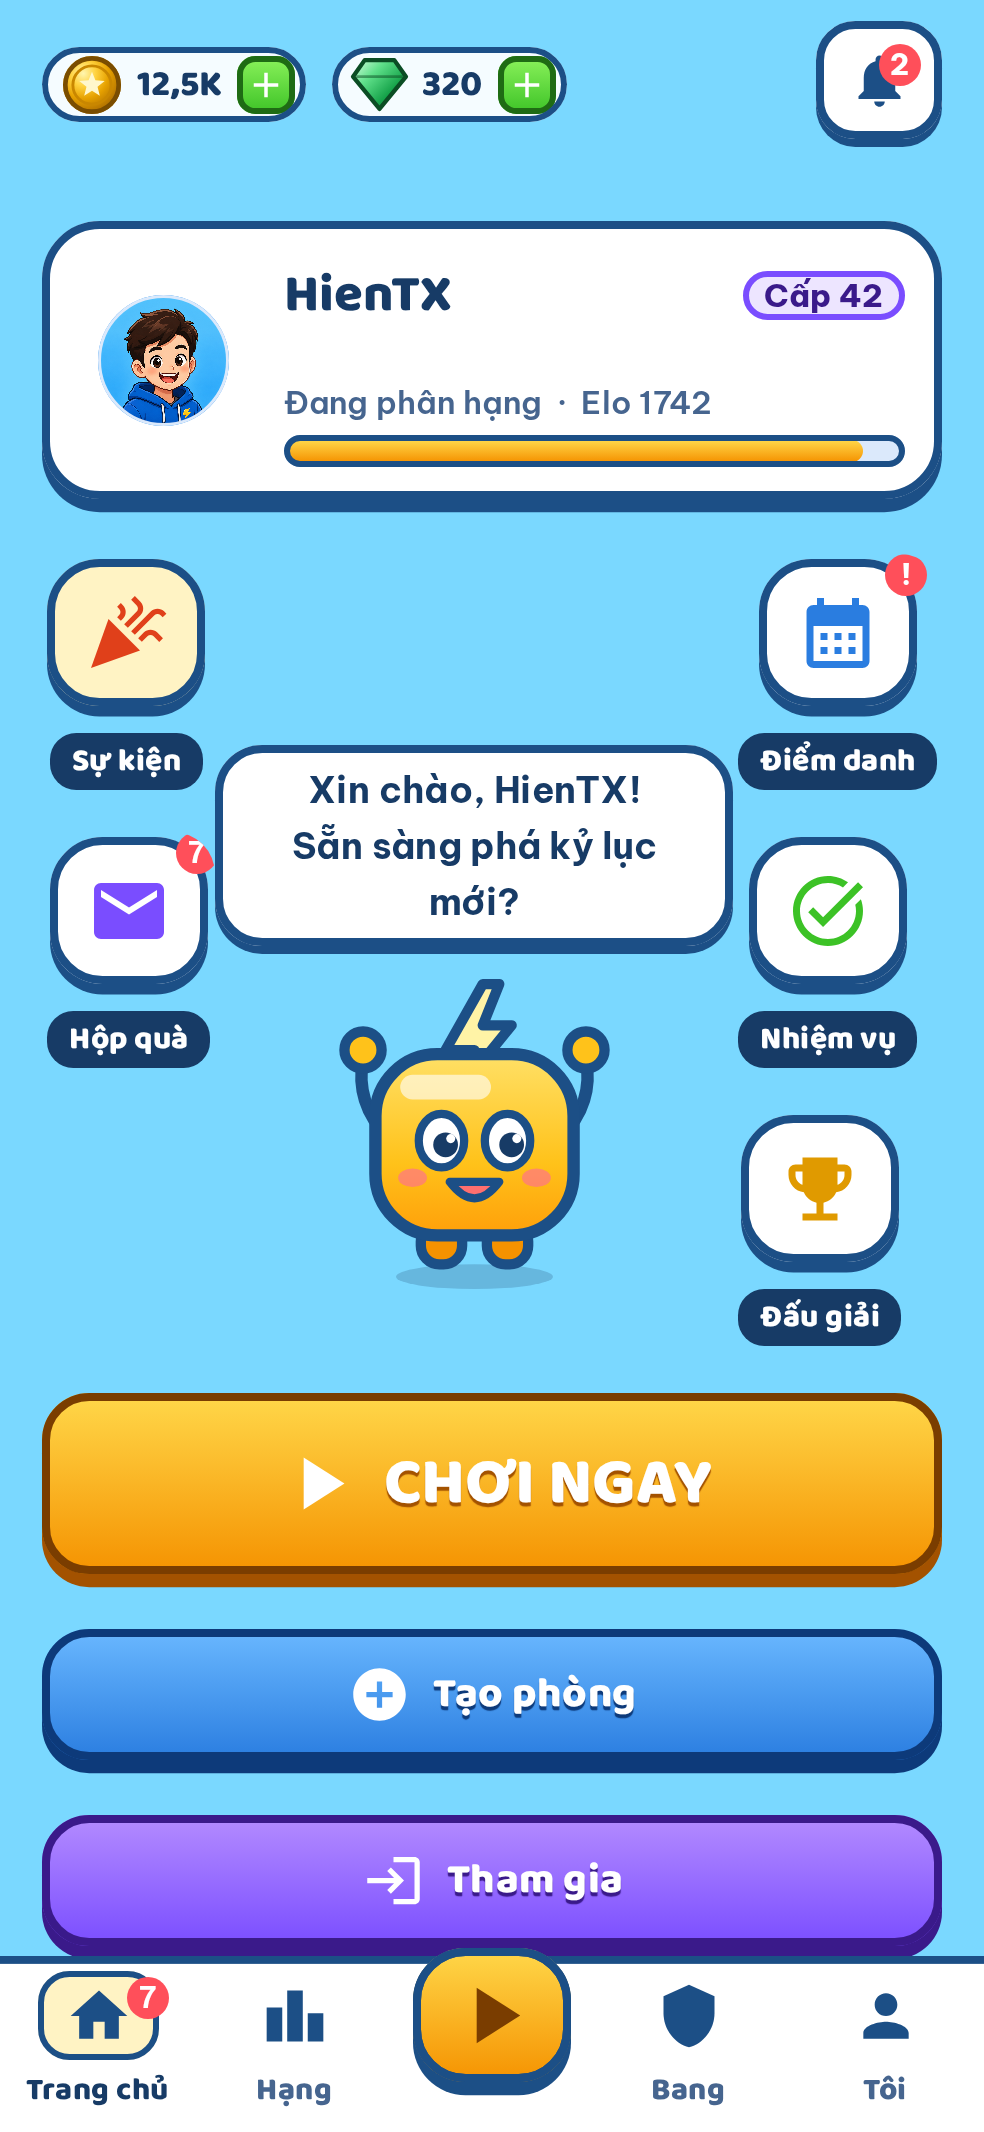 12,5K
320
2
HienTX
Cấp 42
Đang phân hạng · Elo 1742
!
Sự kiện
Điểm danh
Xin chào, HienTX!
Sẵn sàng phá kỷ lục
mới?
7
Hộp quà
Nhiệm vụ
Đấu giải
CHƠI NGAY
Tạo phòng
Tham gia
7
Trang chủ
Hạng
Bang
Tôi